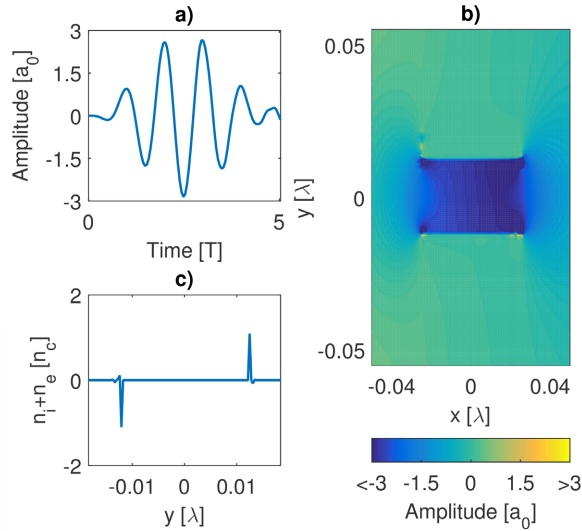 a)
3
1.5
0
-1.5
-3
Amplitude [a0]
0
5
Time [T]
b)
0.05
0
-0.05
y [λ]
-0.04
0
0.04
x [λ]
<-3
-1.5
0
1.5
>3
Amplitude [a0]
c)
2
0
-2
ni+ne [nc]
-0.01
0
0.01
y [λ]